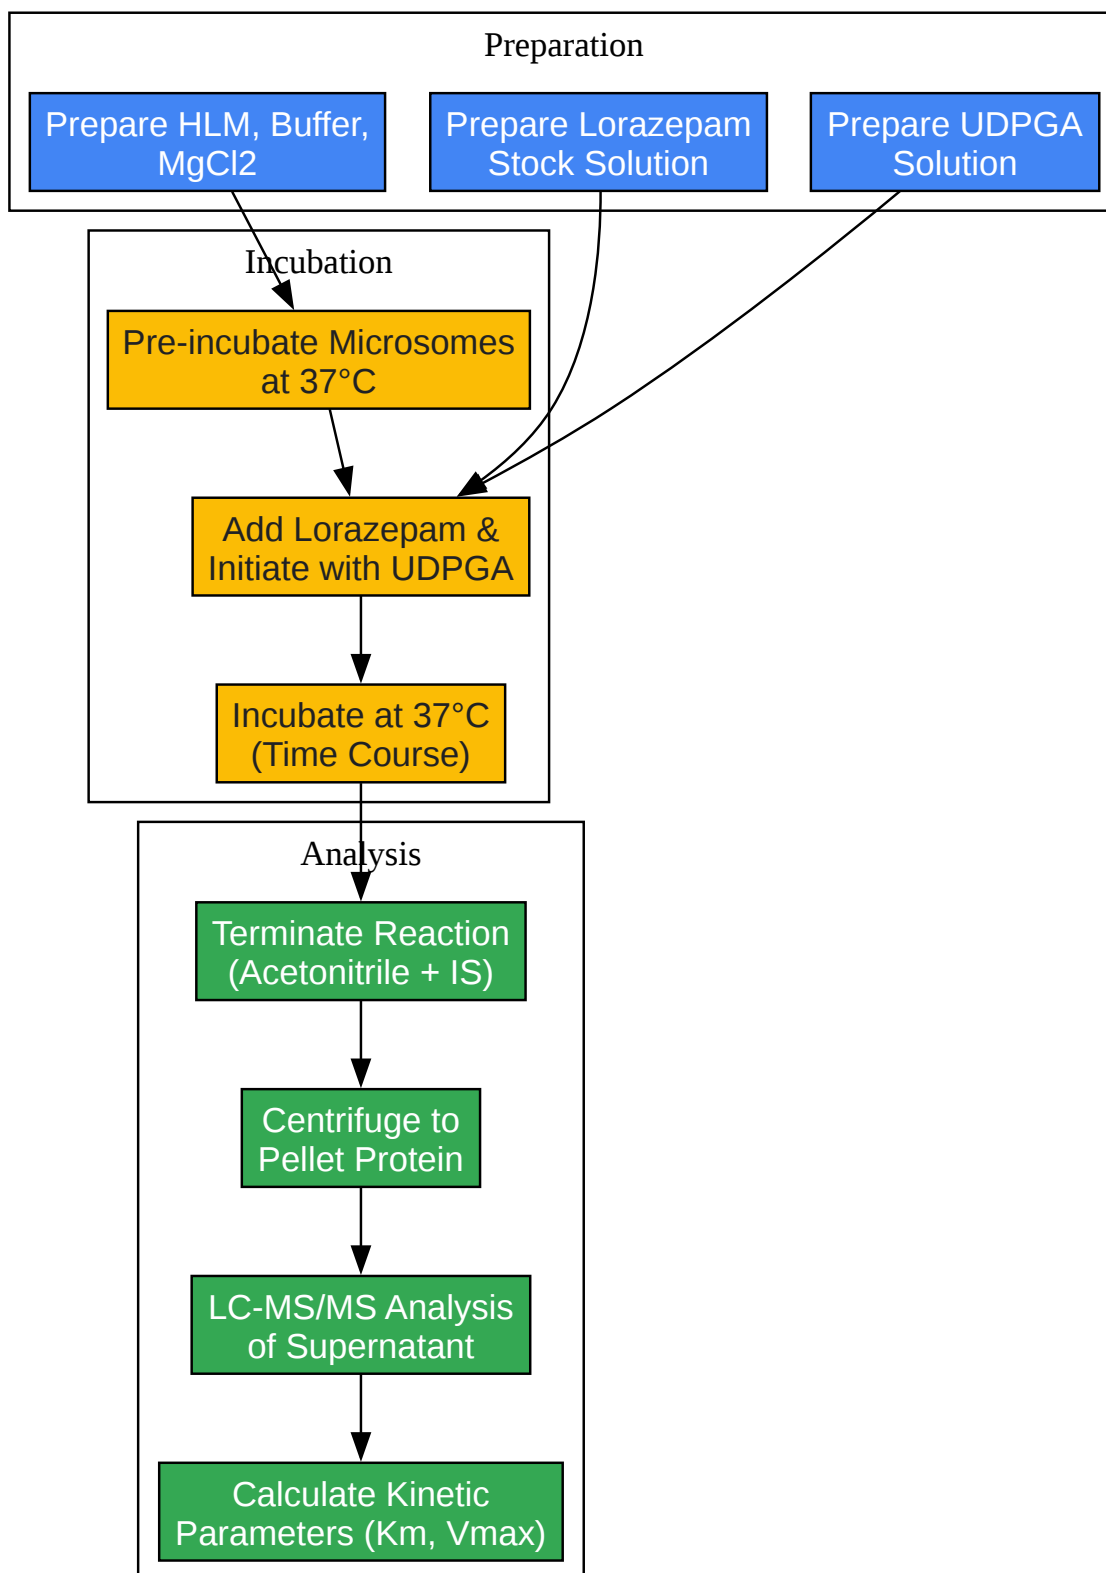 Preparation
Prepare HLM, Buffer,
MgCl2
Prepare Lorazepam
Stock Solution
Prepare UDPGA
Solution
Incubation
Pre-incubate Microsomes
at 37°C
Add Lorazepam &
Initiate with UDPGA
Incubate at 37°C
(Time Course)
Analysis
Terminate Reaction
(Acetonitrile + IS)
Centrifuge to
Pellet Protein
LC-MS/MS Analysis
of Supernatant
Calculate Kinetic
Parameters (Km, Vmax)